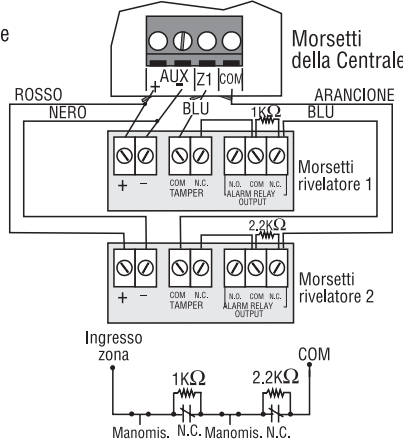 e
Morsetti
della Centrale
+ AUX - Z1 COM
ROSSO
NERO
BLU
ARANCIONE
BLU
1KΩ
+ - COM N.C. N.O. COM N.C.
TAMPER
ALARM RELAY
OUTPUT
Morsetti
rivelatore 1
2.2KΩ
+ - COM N.C. N.O. COM N.C.
TAMPER
ALARM RELAY
OUTPUT
Morsetti
rivelatore 2
Ingresso
zona
COM
1KΩ
2.2KΩ
Manomis. N.C. Manomis. N.C.